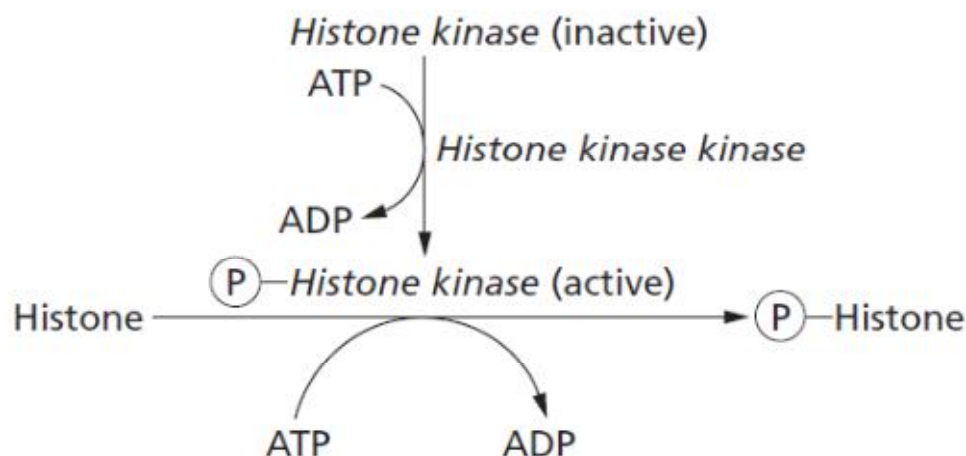 Histone kinase (inactive)
ATP
Histone kinase kinase
ADP
P Histone kinase (active)
Histone P Histone
ATP ADP